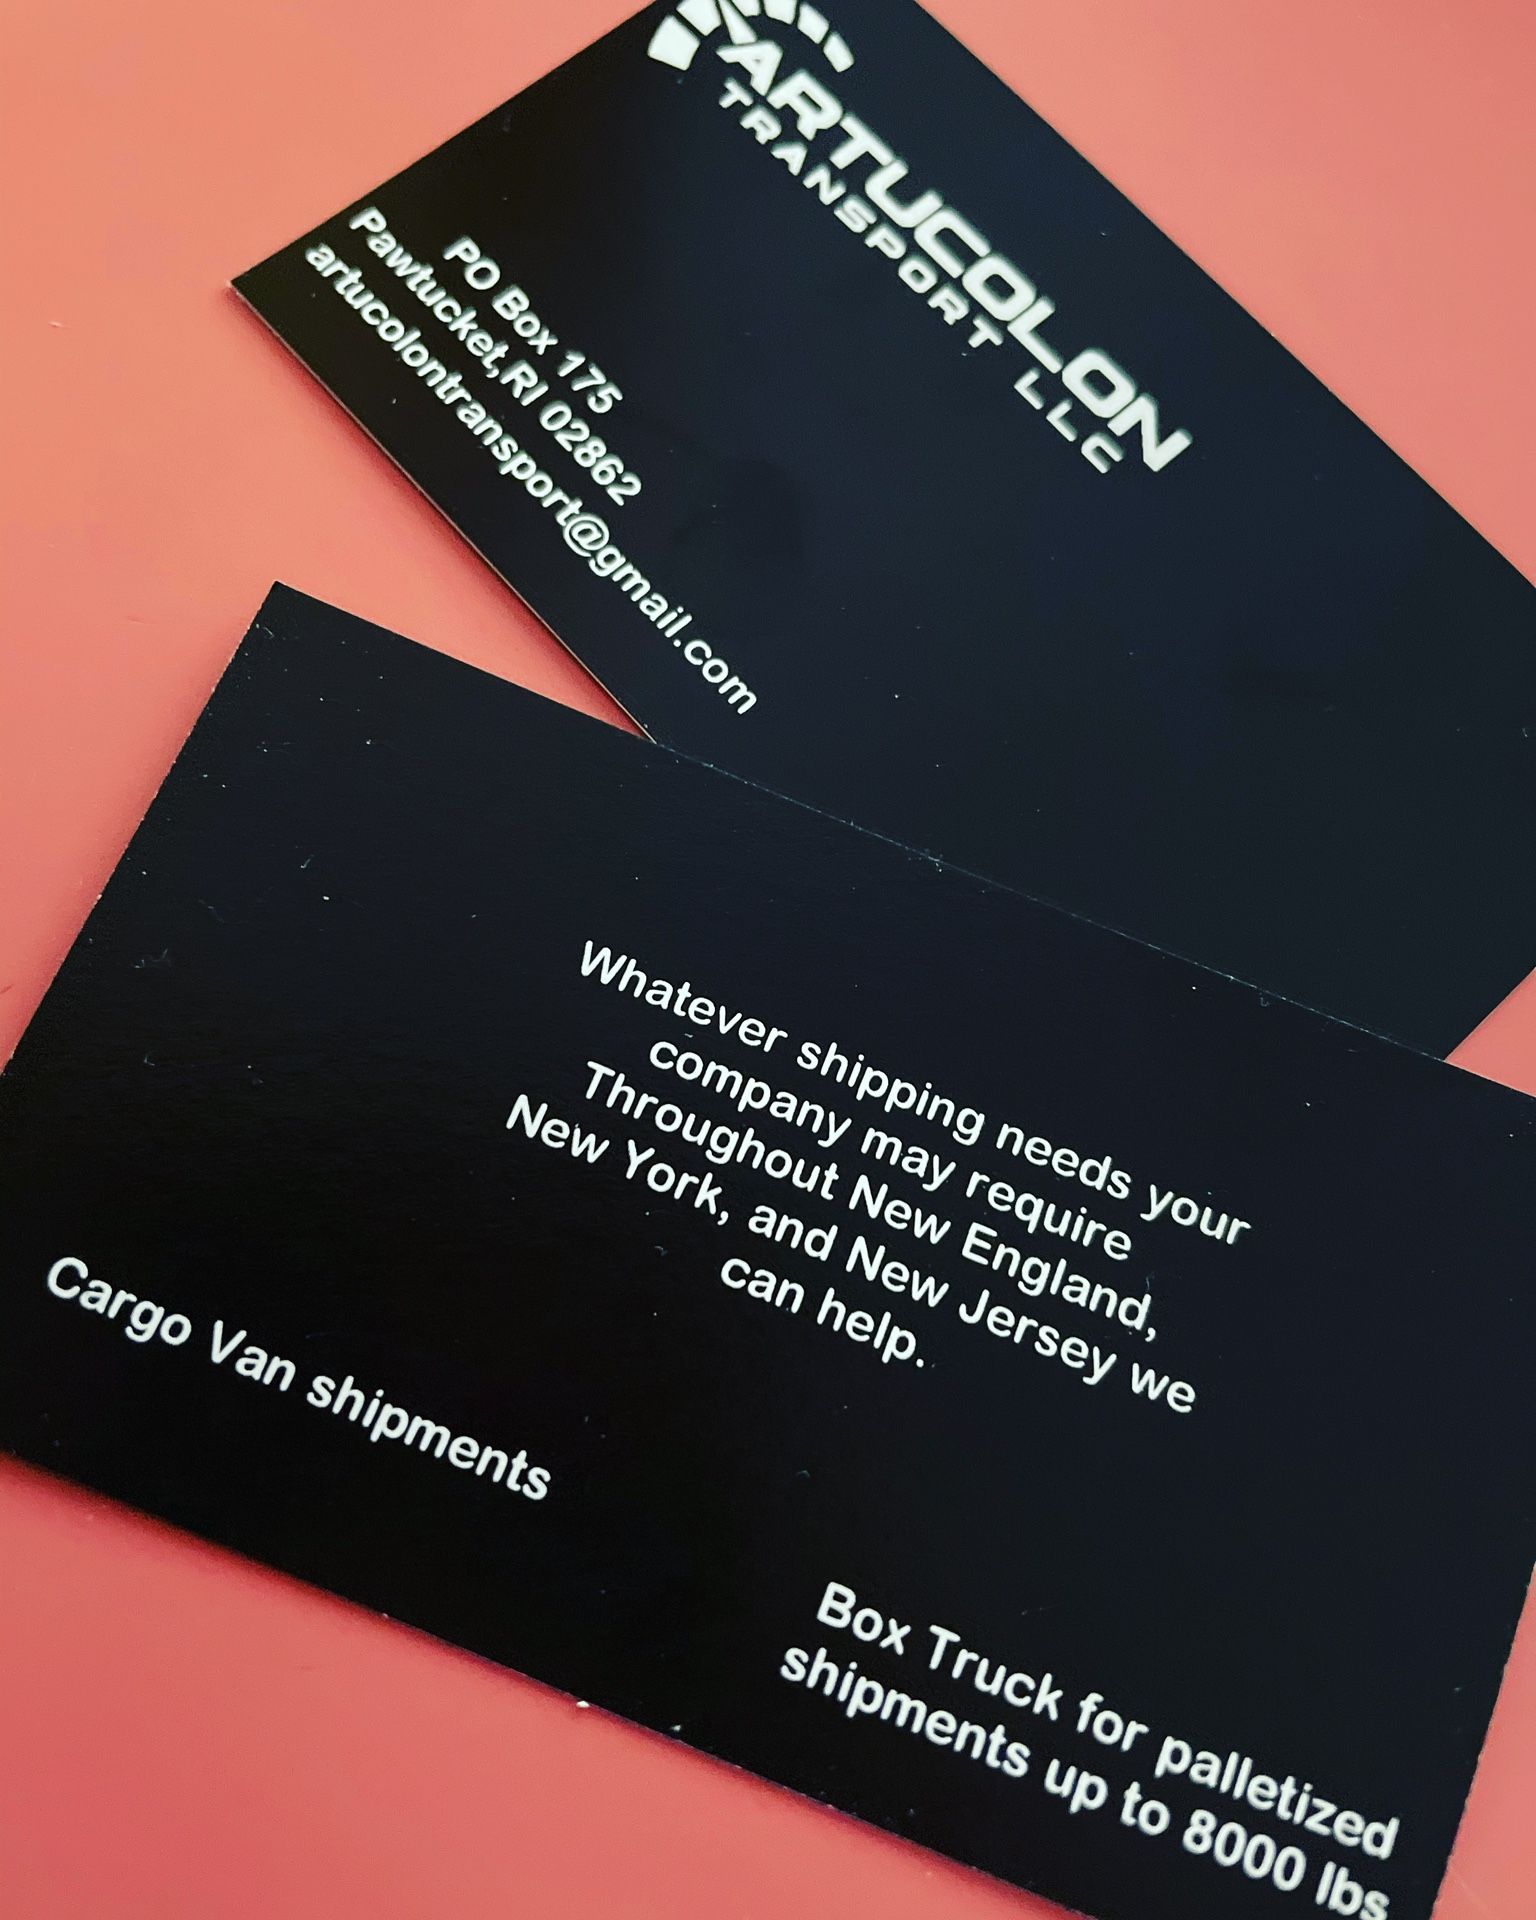 ARTUCOLON
TRANSPORT LLC
PO Box 175
Pawtucket,RI 02862
artucolontransport@gmail.com
Whatever shipping needs your
company may require
Throughout New England,
New York, and New Jersey we
can help.
Cargo Van shipments
Box Truck for palletized
shipments up to 8000 lbs